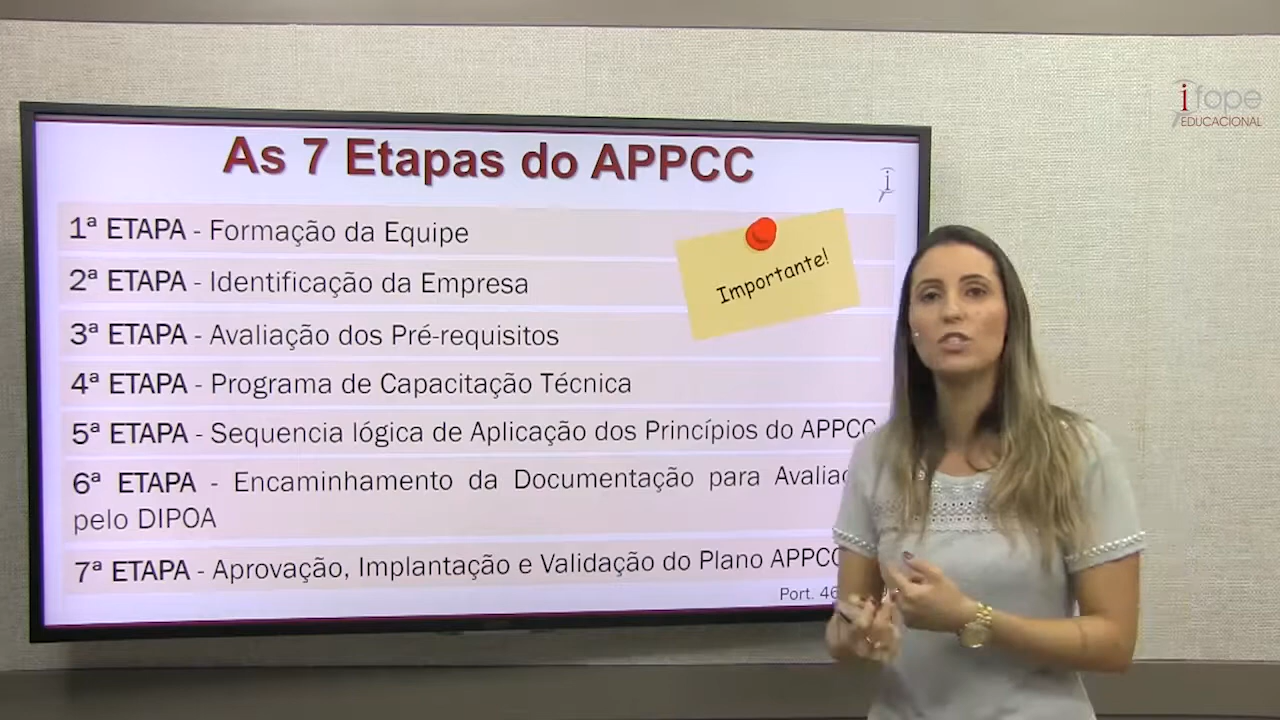 ifope
EDUCACIONAL
As 7 Etapas do APPCC
1ª ETAPA - Formação da Equipe
Importante!
2ª ETAPA - Identificação da Empresa
3ª ETAPA - Avaliação dos Pré-requisitos
4ª ETAPA - Programa de Capacitação Técnica
5ª ETAPA - Sequencia lógica de Aplicação dos Princípios do APPCC
6ª ETAPA - Encaminhamento da Documentação para
pelo DIPOA
7ª ETAPA - Aprovação, Implantação e Validação do Plano APPCC
Port.